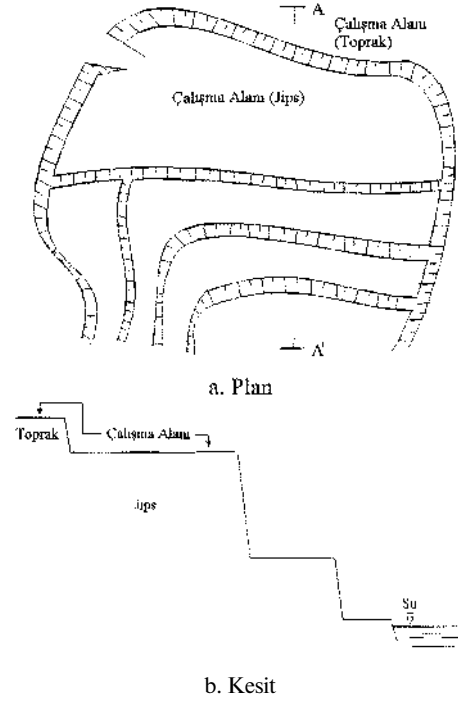 A
Çalışma Alanı
(Toprak)
Çalışma Alanı (Jips)
A'
a. Plan
Toprak
Çalışma Alanı
Jips
Su
b. Kesit